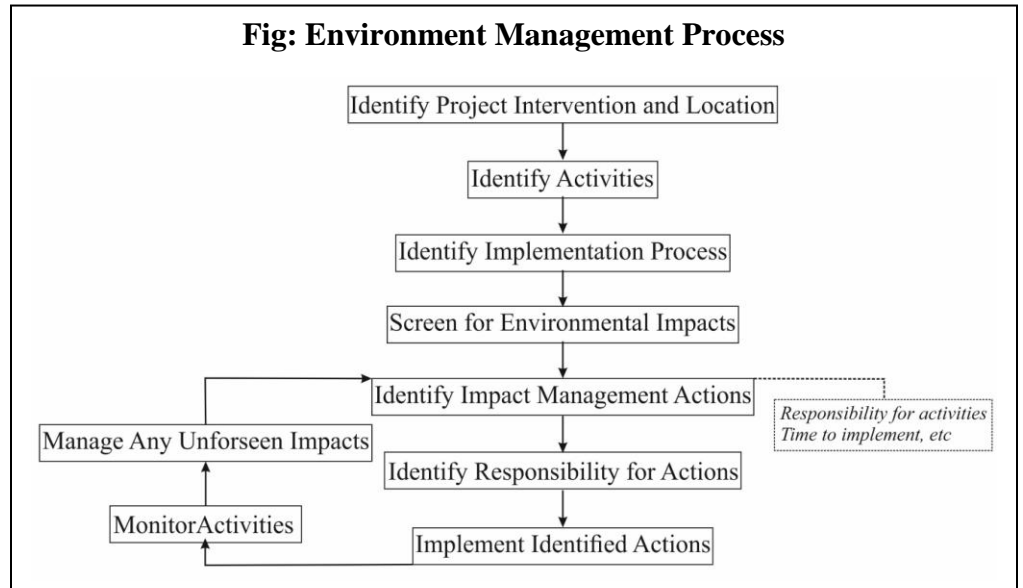 Fig: Environment Management Process
Identify Project Intervention and Location
Identify Activities
Identify Implementation Process
Screen for Environmental Impacts
Identify Impact Management Actions
Responsibility for activities
Time to implement, etc
Manage Any Unforseen Impacts
Identify Responsibility for Actions
MonitorActivities
Implement Identified Actions